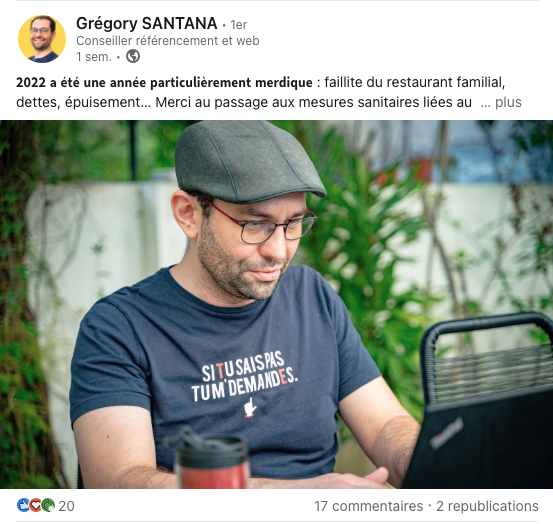 Grégory SANTANA · 1er
Conseiller référencement et web
1 sem. ·
2022 a été une année particulièrement merdique : faillite du restaurant familial,
dettes, épuisement... Merci au passage aux mesures sanitaires liées au ... plus
SI TU SAIS PAS
TU M'DEMANDES.
ThinkPad
20
17 commentaires · 2 republications